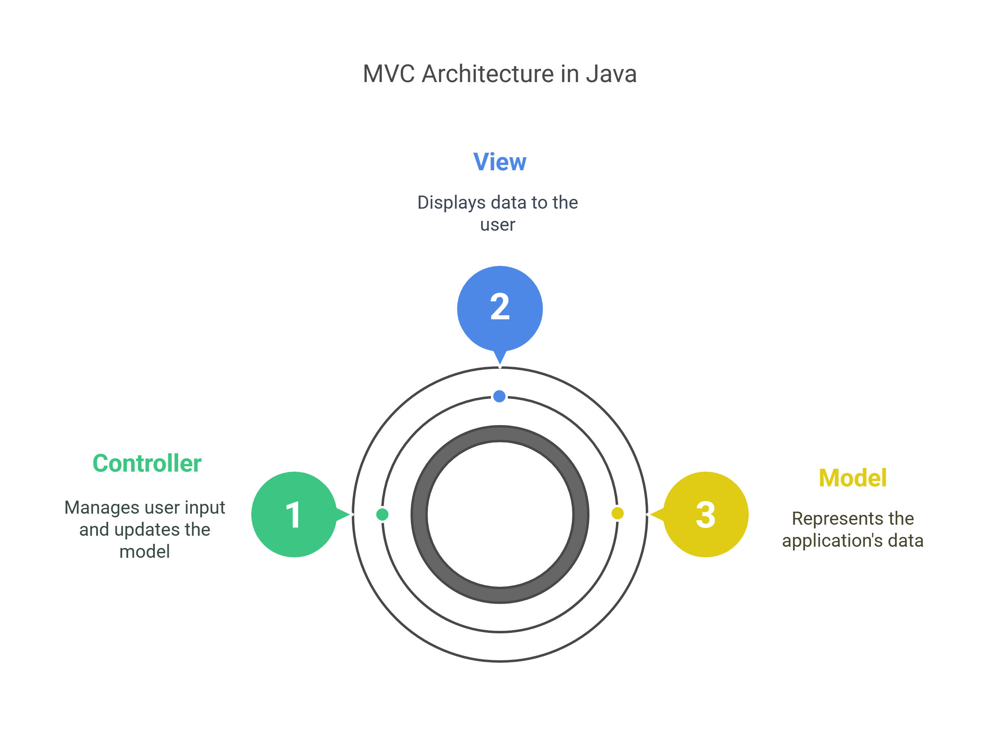 MVC Architecture in Java
View
Displays data to the
user
2
Controller
Manages user input
and updates the
model
1
3
Model
Represents the
application's data